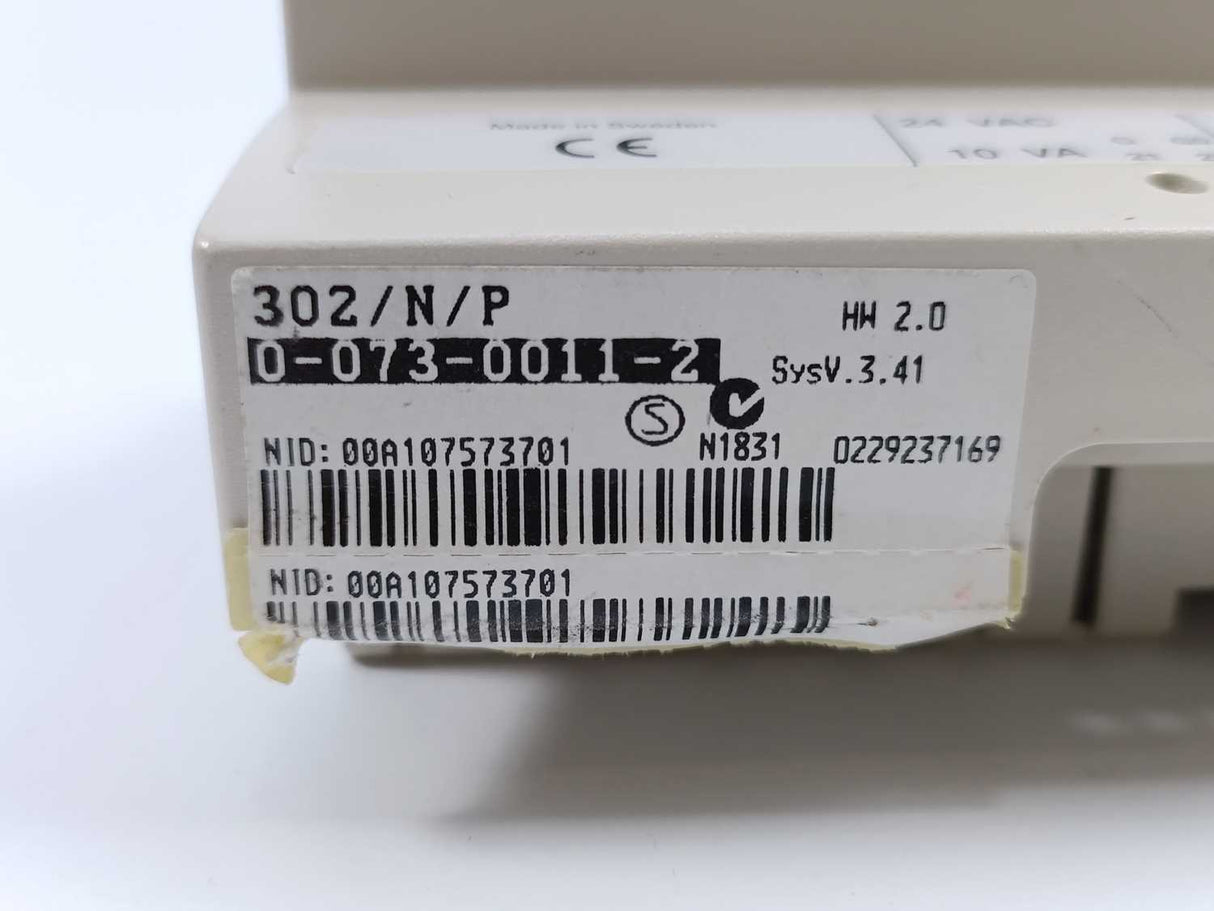 Made in Sweden
CE
24 VAC
10 VA
302/N/P
HW 2.0
0-073-0011-2
SysV.3.41
S
NID: 00A107573701
N1831
0229237169
NID: 00A107573701